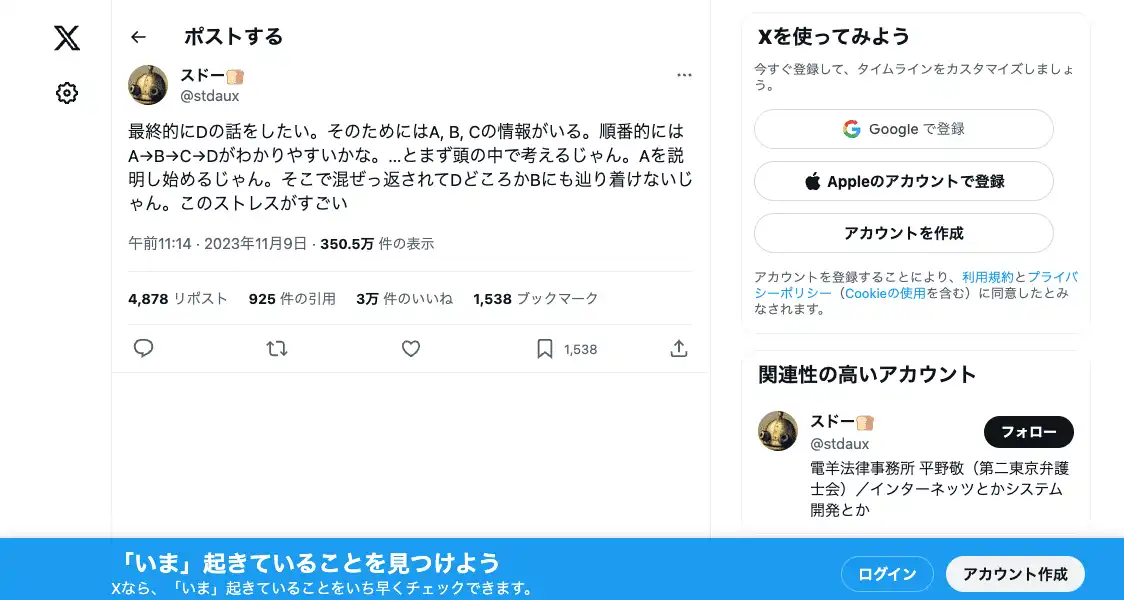 ポストする
スドー🍞
@stdaux
最終的にDの話をしたい。そのためにはA, B, Cの情報がいる。順番的には
A→B→C→Dがわかりやすいかな。...とまず頭の中で考えるじゃん。Aを説
明し始めるじゃん。そこで混ぜっ返されてDどころかBにも辿り着けないじ
ゃん。このストレスがすごい
午前11:14 · 2023年11月9日 · 350.5万 件の表示
4,878 リポスト 925 件の引用 3万 件のいいね 1,538 ブックマーク
1,538
Xを使ってみよう
今すぐ登録して、タイムラインをカスタマイズしましょ
う。
Google で登録
Appleのアカウントで登録
アカウントを作成
アカウントを登録することにより、利用規約とプライバ
シーポリシー（Cookieの使用を含む）に同意したとみ
なされます。
関連性の高いアカウント
スドー🍞
@stdaux
フォロー
電羊法律事務所 平野敬（第二東京弁護
士会）／インターネッツとかシステム
開発とか
「いま」起きていることを見つけよう
Xなら、「いま」起きていることをいち早くチェックできます。
ログイン
アカウント作成